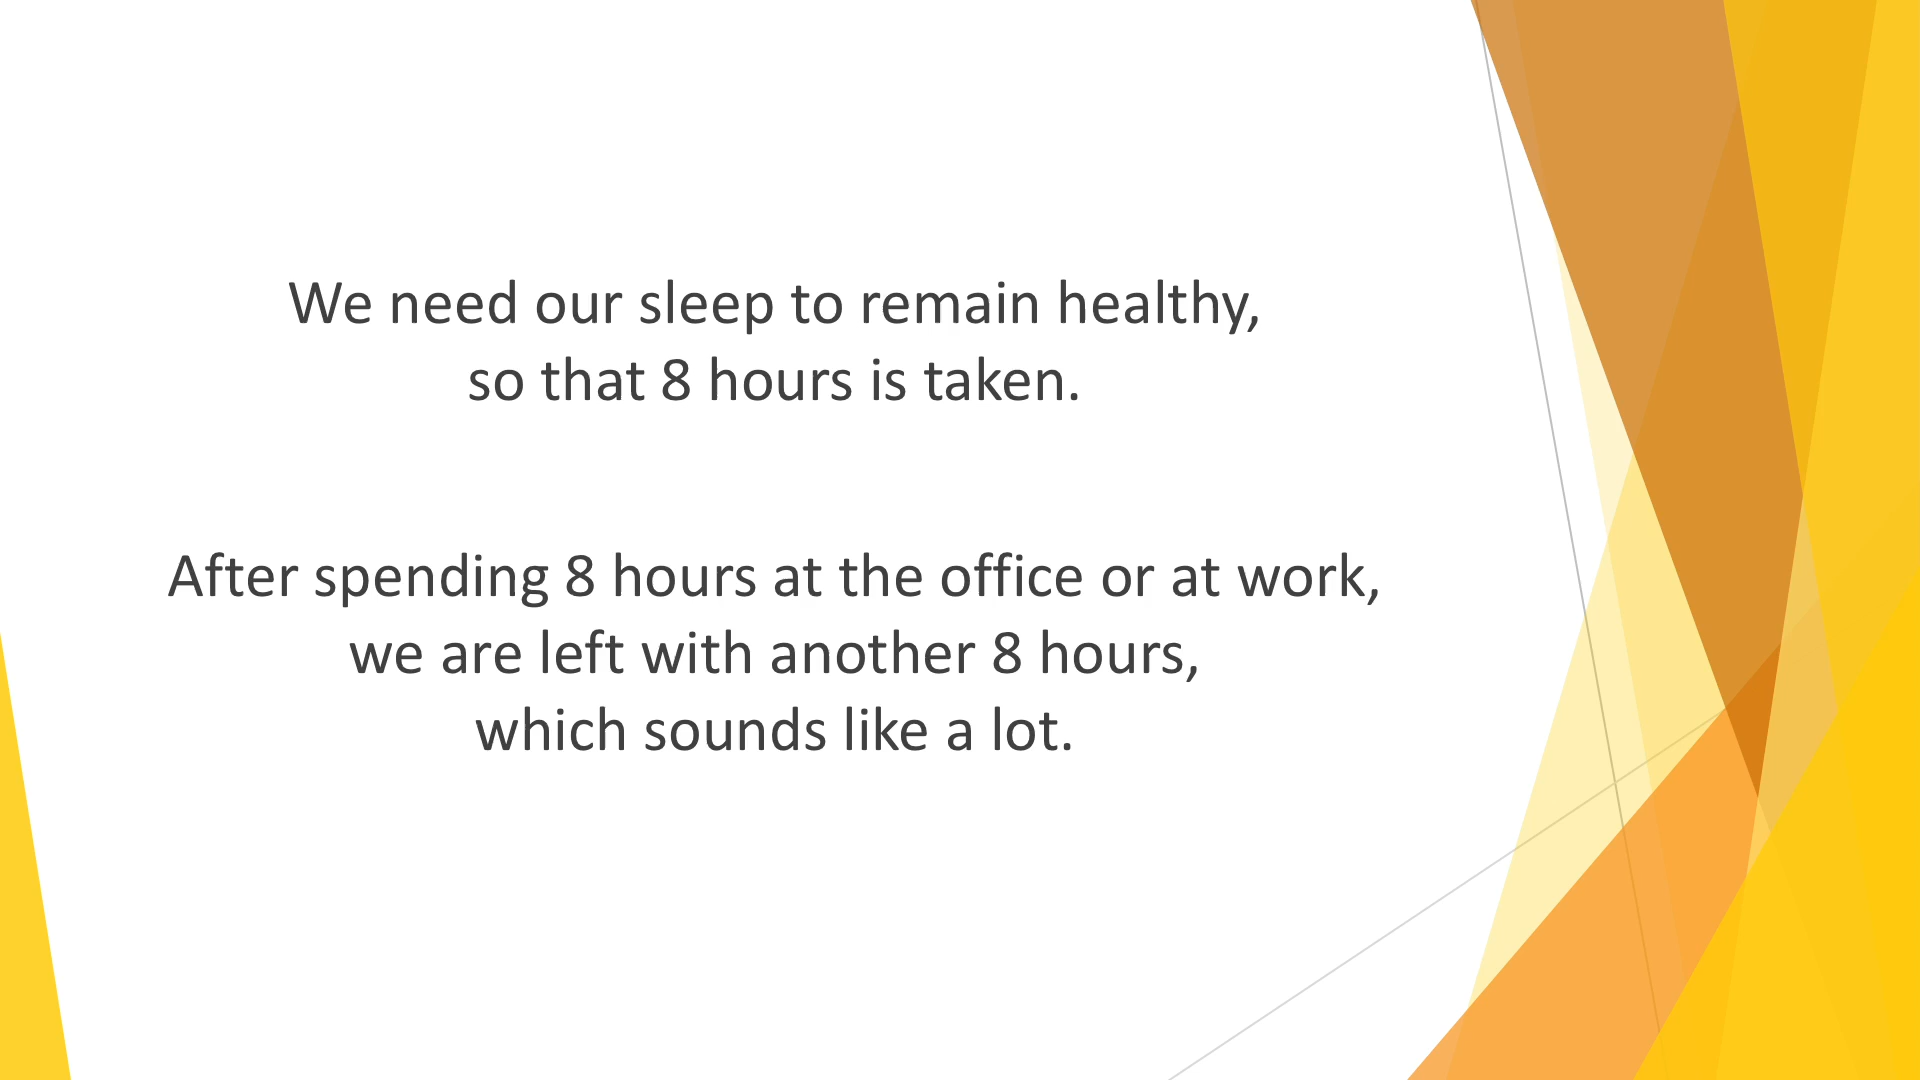 We need our sleep to remain healthy,
so that 8 hours is taken.
After spending 8 hours at the office or at work,
we are left with another 8 hours,
which sounds like a lot.